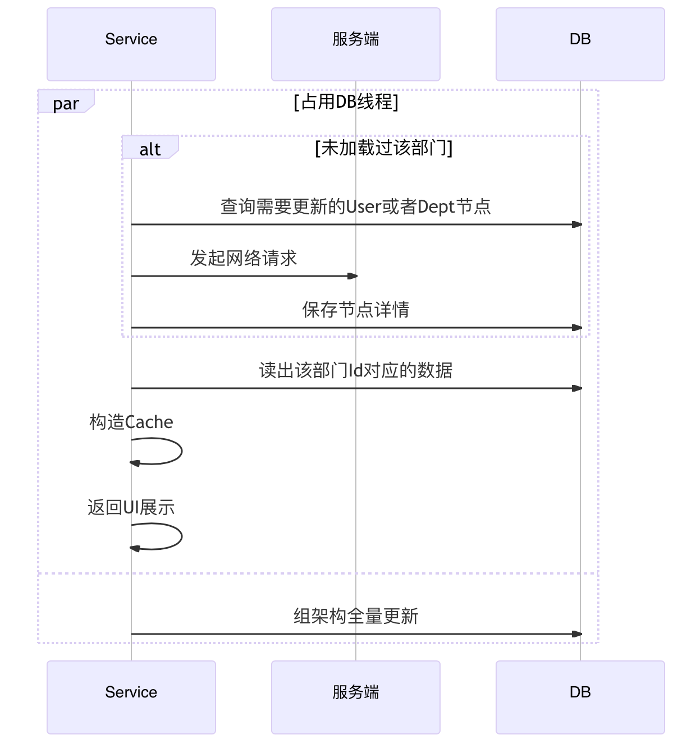 Service
服务端
DB
par
[占用DB线程]
alt
[未加载过该部门]
查询需要更新的User或者Dept节点
发起网络请求
保存节点详情
读出该部门Id对应的数据
构造Cache
返回UI展示
组架构全量更新
Service
服务端
DB